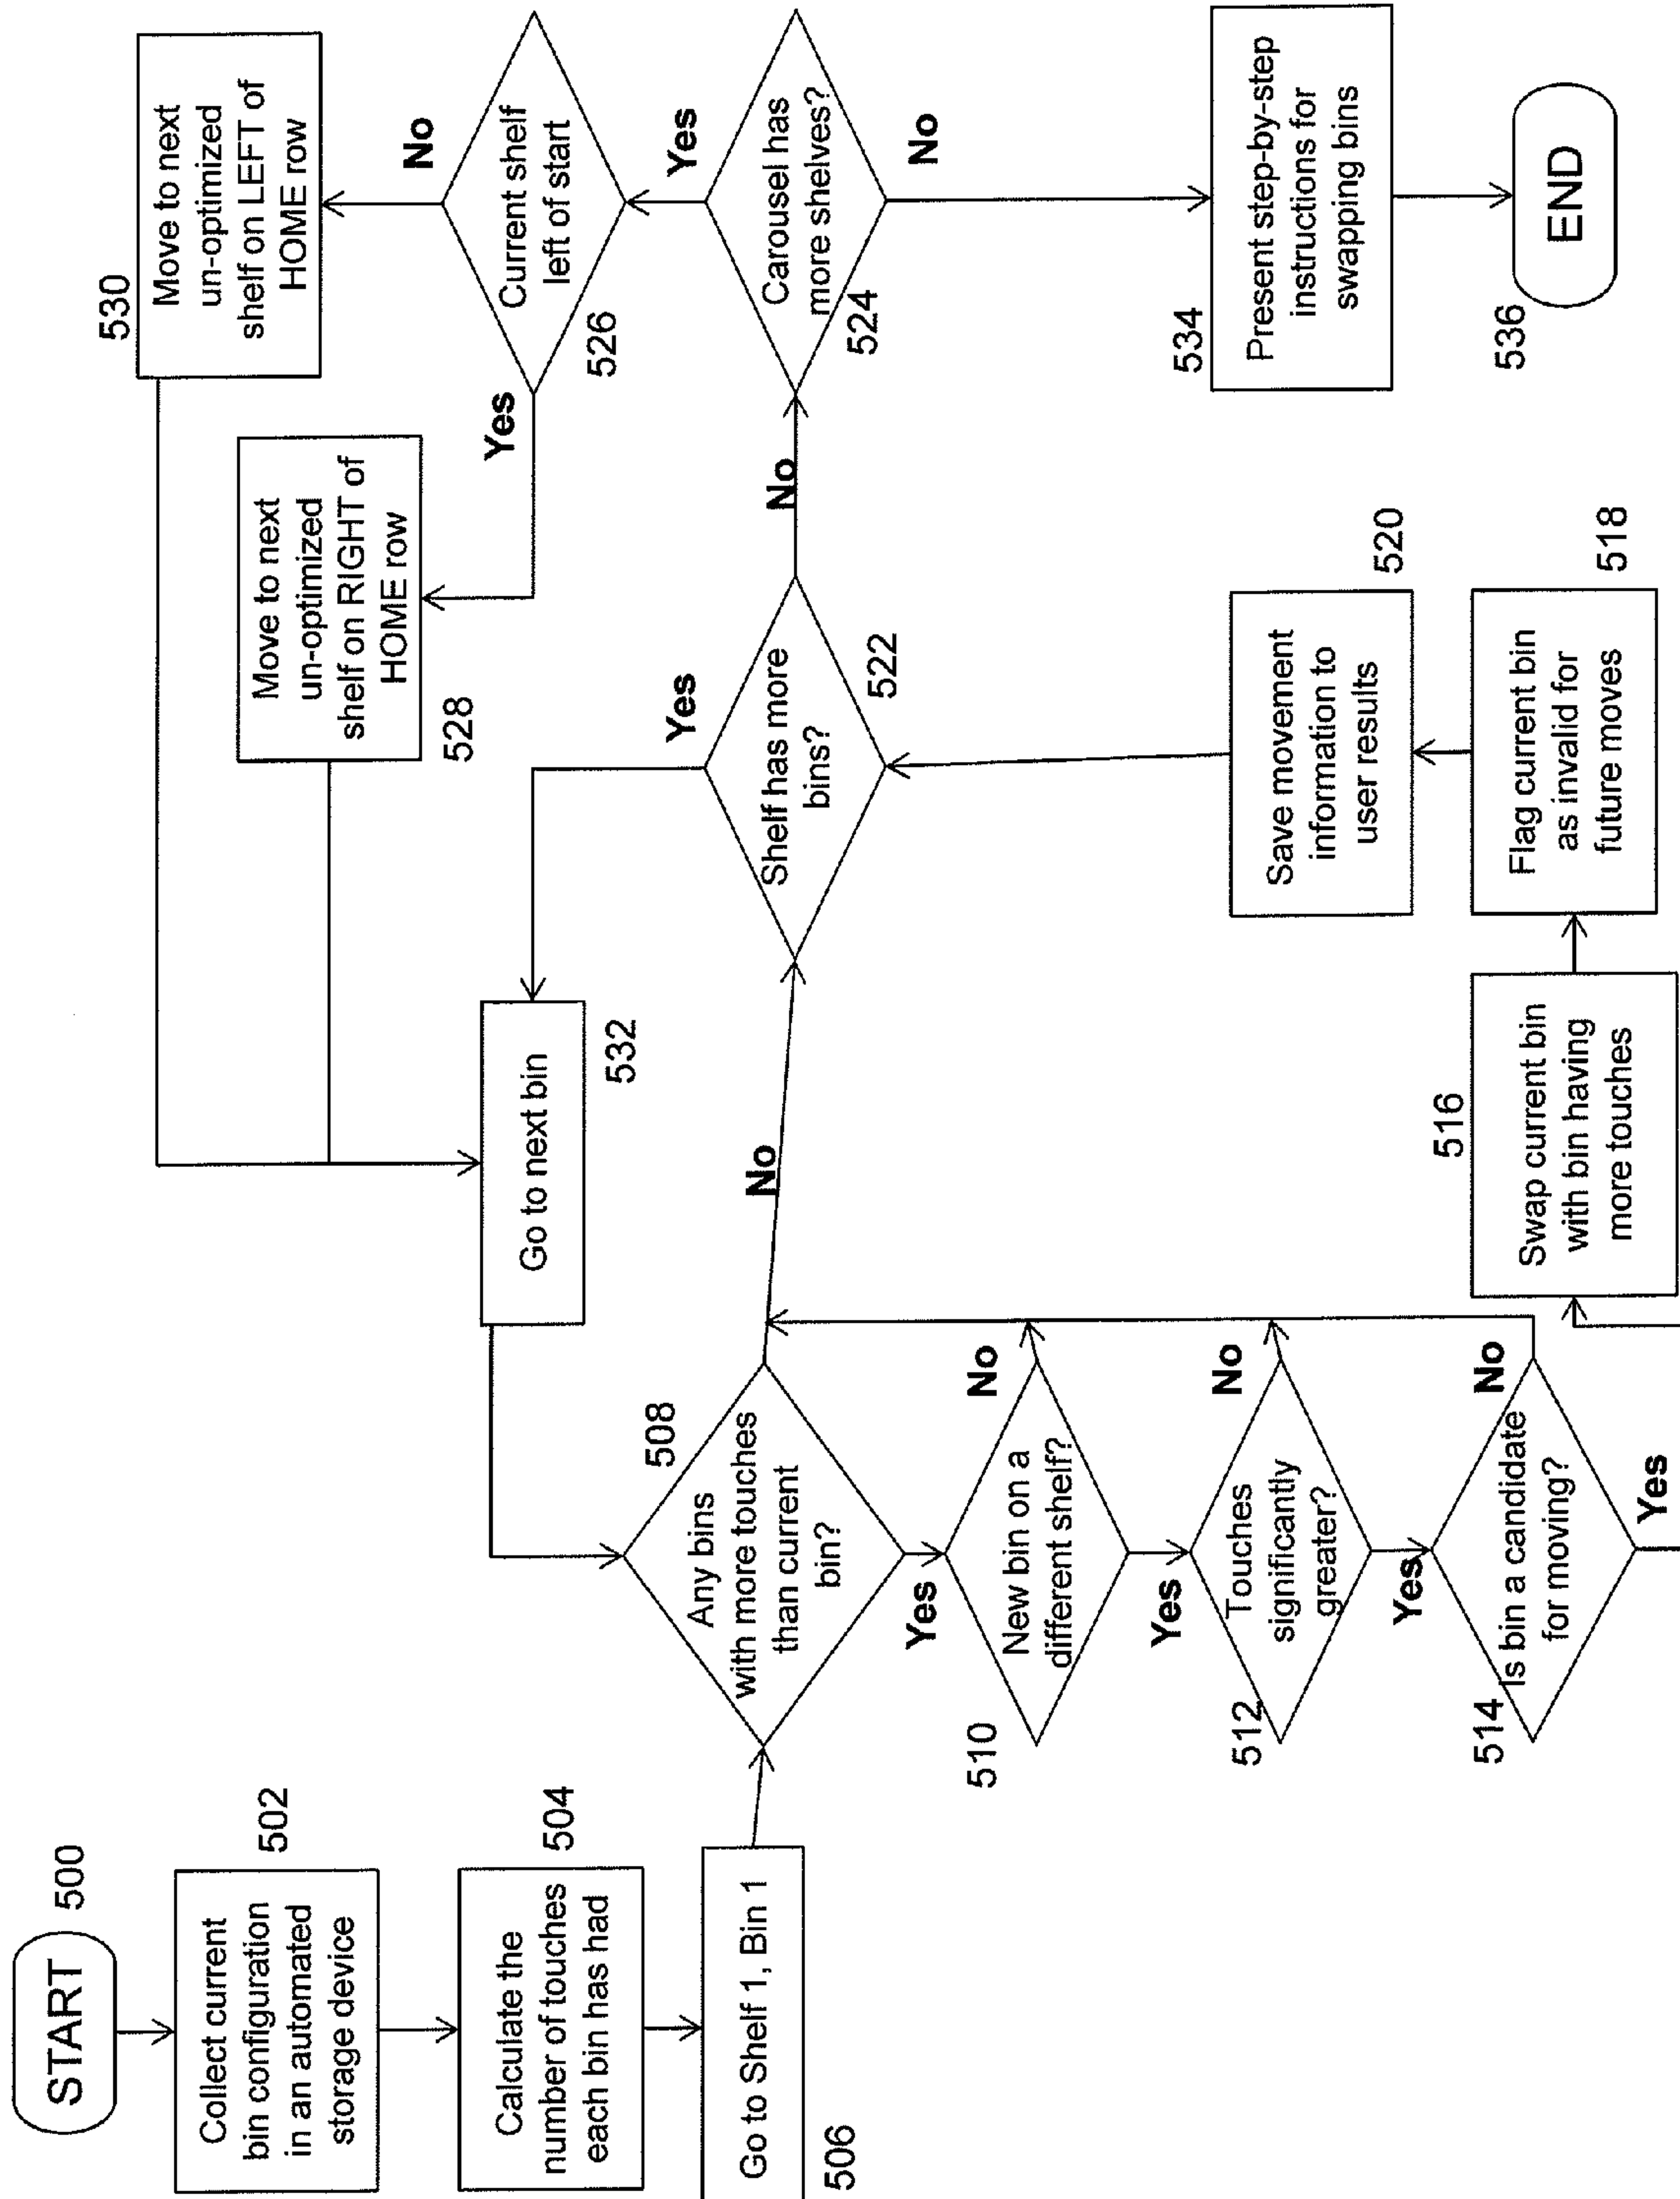 START
500
Collect current
bin configuration
in an automated
storage device
502
Calculate the
number of touches
each bin has had
504
Go to Shelf 1, Bin 1
506
Any bins
with more touches
than current
bin?
508
No
Yes
New bin on a
different shelf?
510
No
Yes
Touches
significantly
greater?
512
No
Yes
Is bin a candidate
for moving?
514
No
Yes
Swap current bin
with bin having
more touches
516
Flag current bin
as invalid for
future moves
518
Save movement
information to
user results
520
Shelf has more
bins?
522
Yes
No
Go to next bin
532
Carousel has
more shelves?
524
Yes
No
Current shelf
left of start
526
Yes
No
Move to next
un-optimized
shelf on RIGHT of
HOME row
528
Move to next
un-optimized
shelf on LEFT of
HOME row
530
Present step-by-step
instructions for
swapping bins
534
END
536